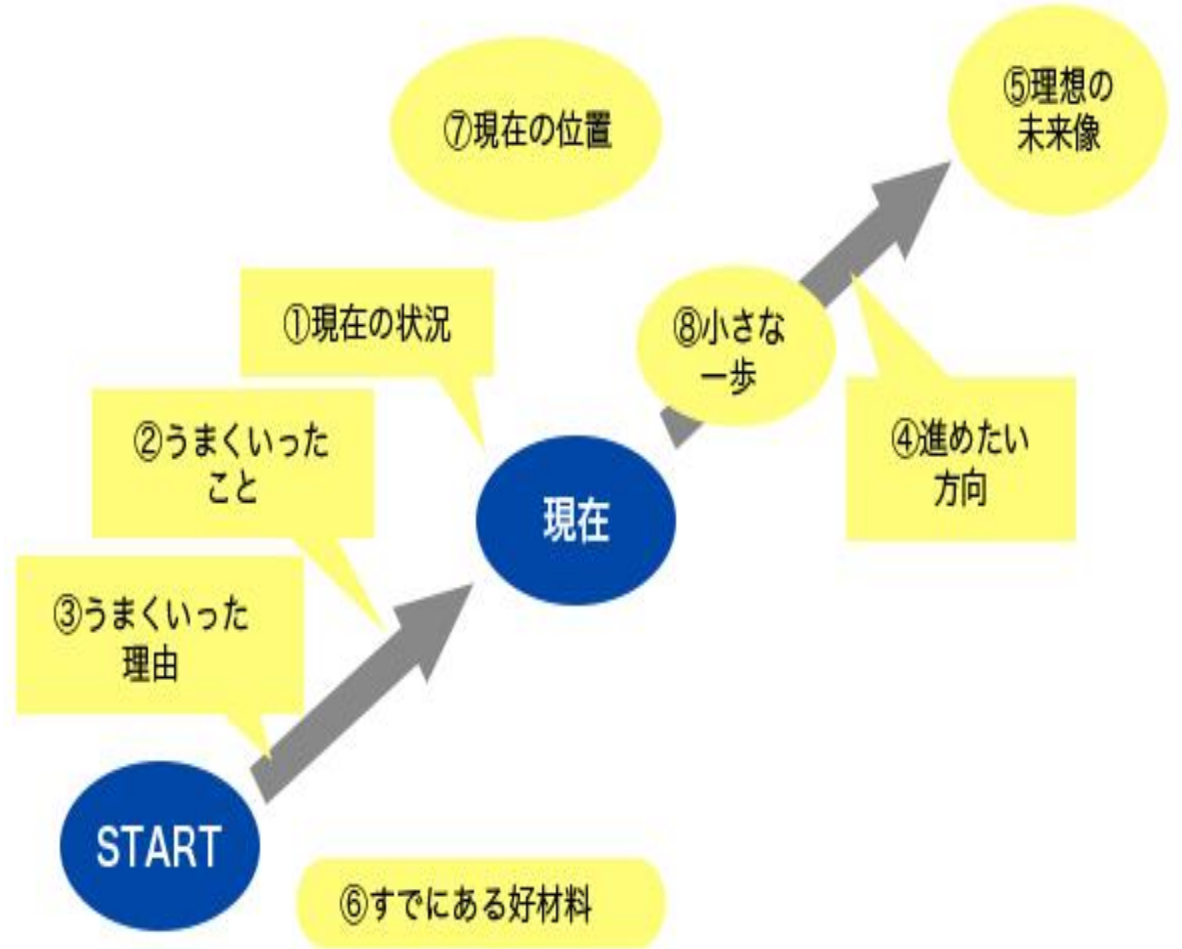 ⑤理想の
未来像
⑦現在の位置
①現在の状況
⑧小さな
一歩
②うまくいった
こと
④進めたい
方向
現在
③うまくいった
理由
START
⑥すでにある好材料